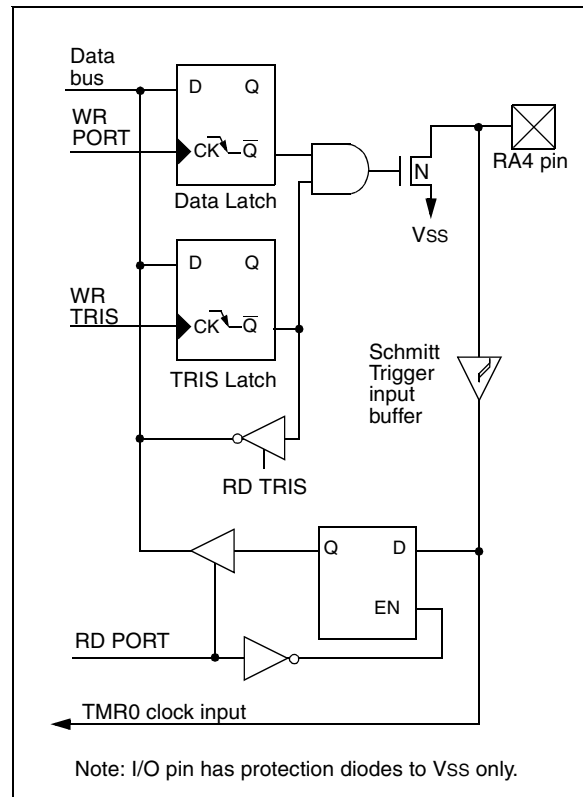 Data
bus
D Q
WR
PORT
CK Q
N
RA4 pin
Data Latch
VSS
D Q
WR
TRIS
CK Q
Schmitt
Trigger
input
buffer
TRIS Latch
RD TRIS
Q D
EN
RD PORT
TMR0 clock input
Note: I/O pin has protection diodes to VSS only.